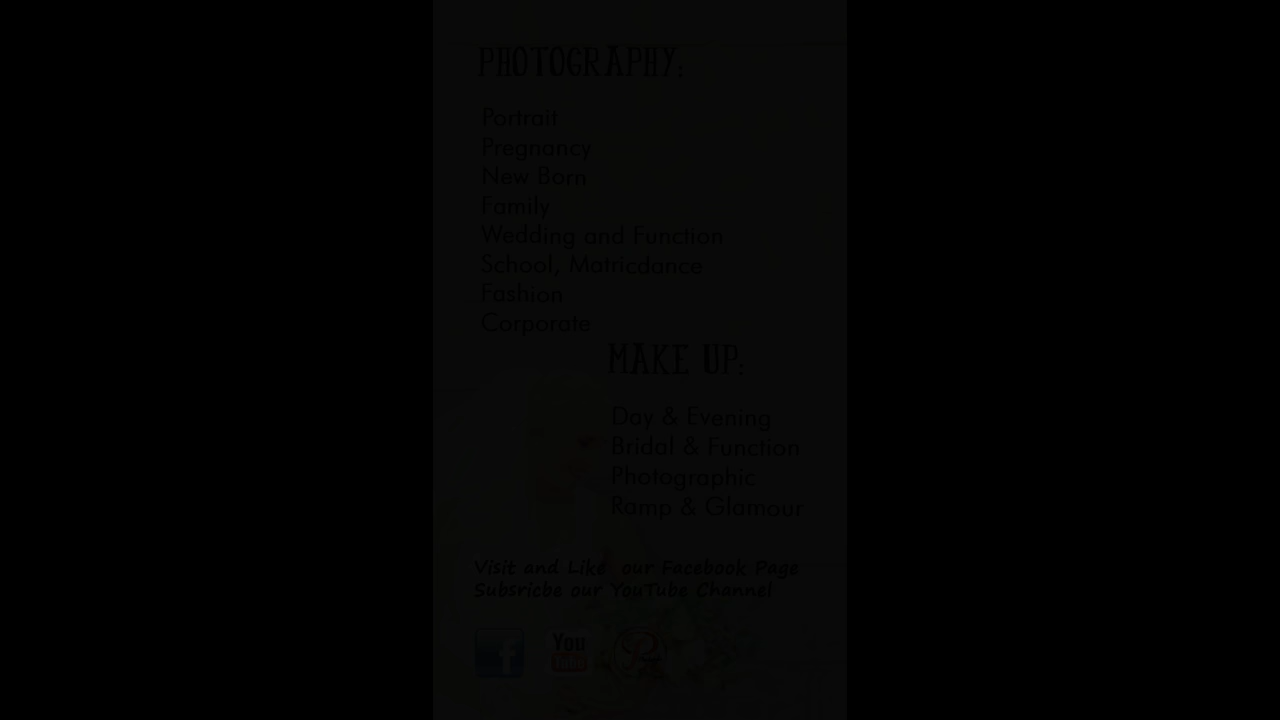 PHOTOGRAPHY:
Portrait
Pregnancy
New Born
Family
Wedding and Function
School, Matricdance
Fashion
Corporate
MAKE UP:
Day & Evening
Bridal & Function
Photographic
Ramp & Glamour
Visit and Like our Facebook Page
Subsricbe our YouTube Channel
f
You
Tube